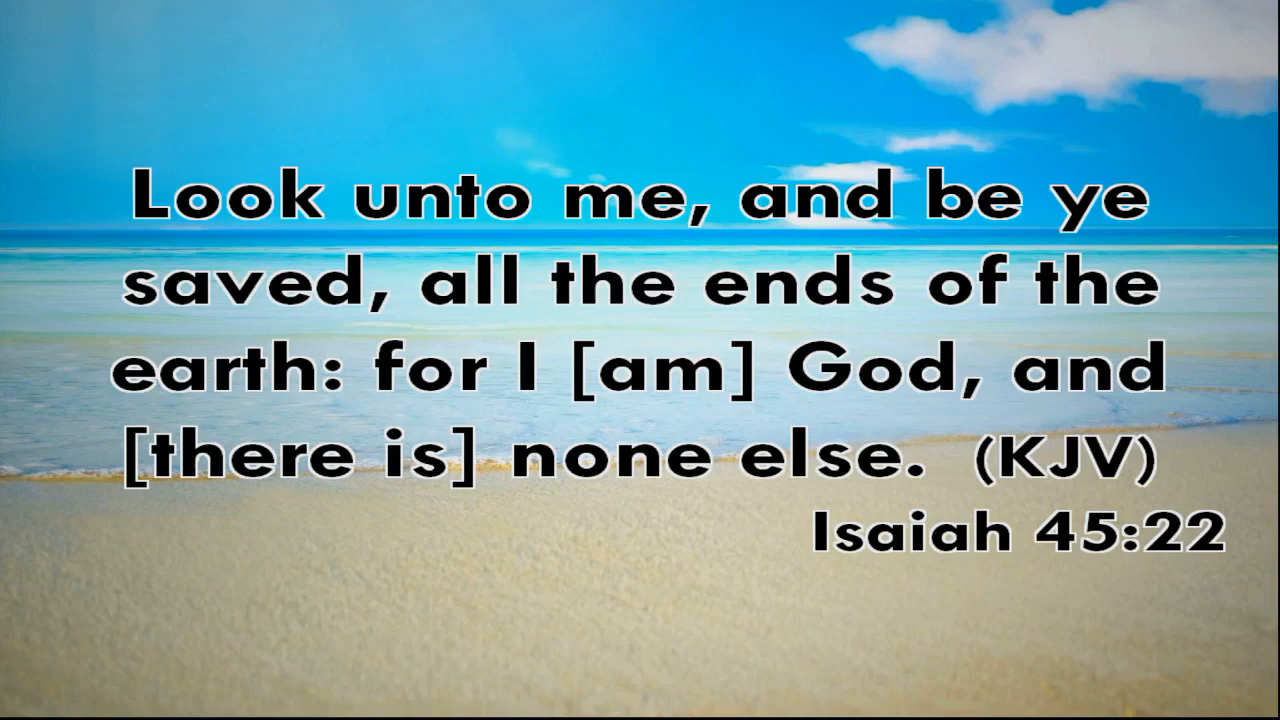 Look unto me, and be ye
saved, all the ends of the
earth: for I [am] God, and
[there is] none else. (KJV)
Isaiah 45:22